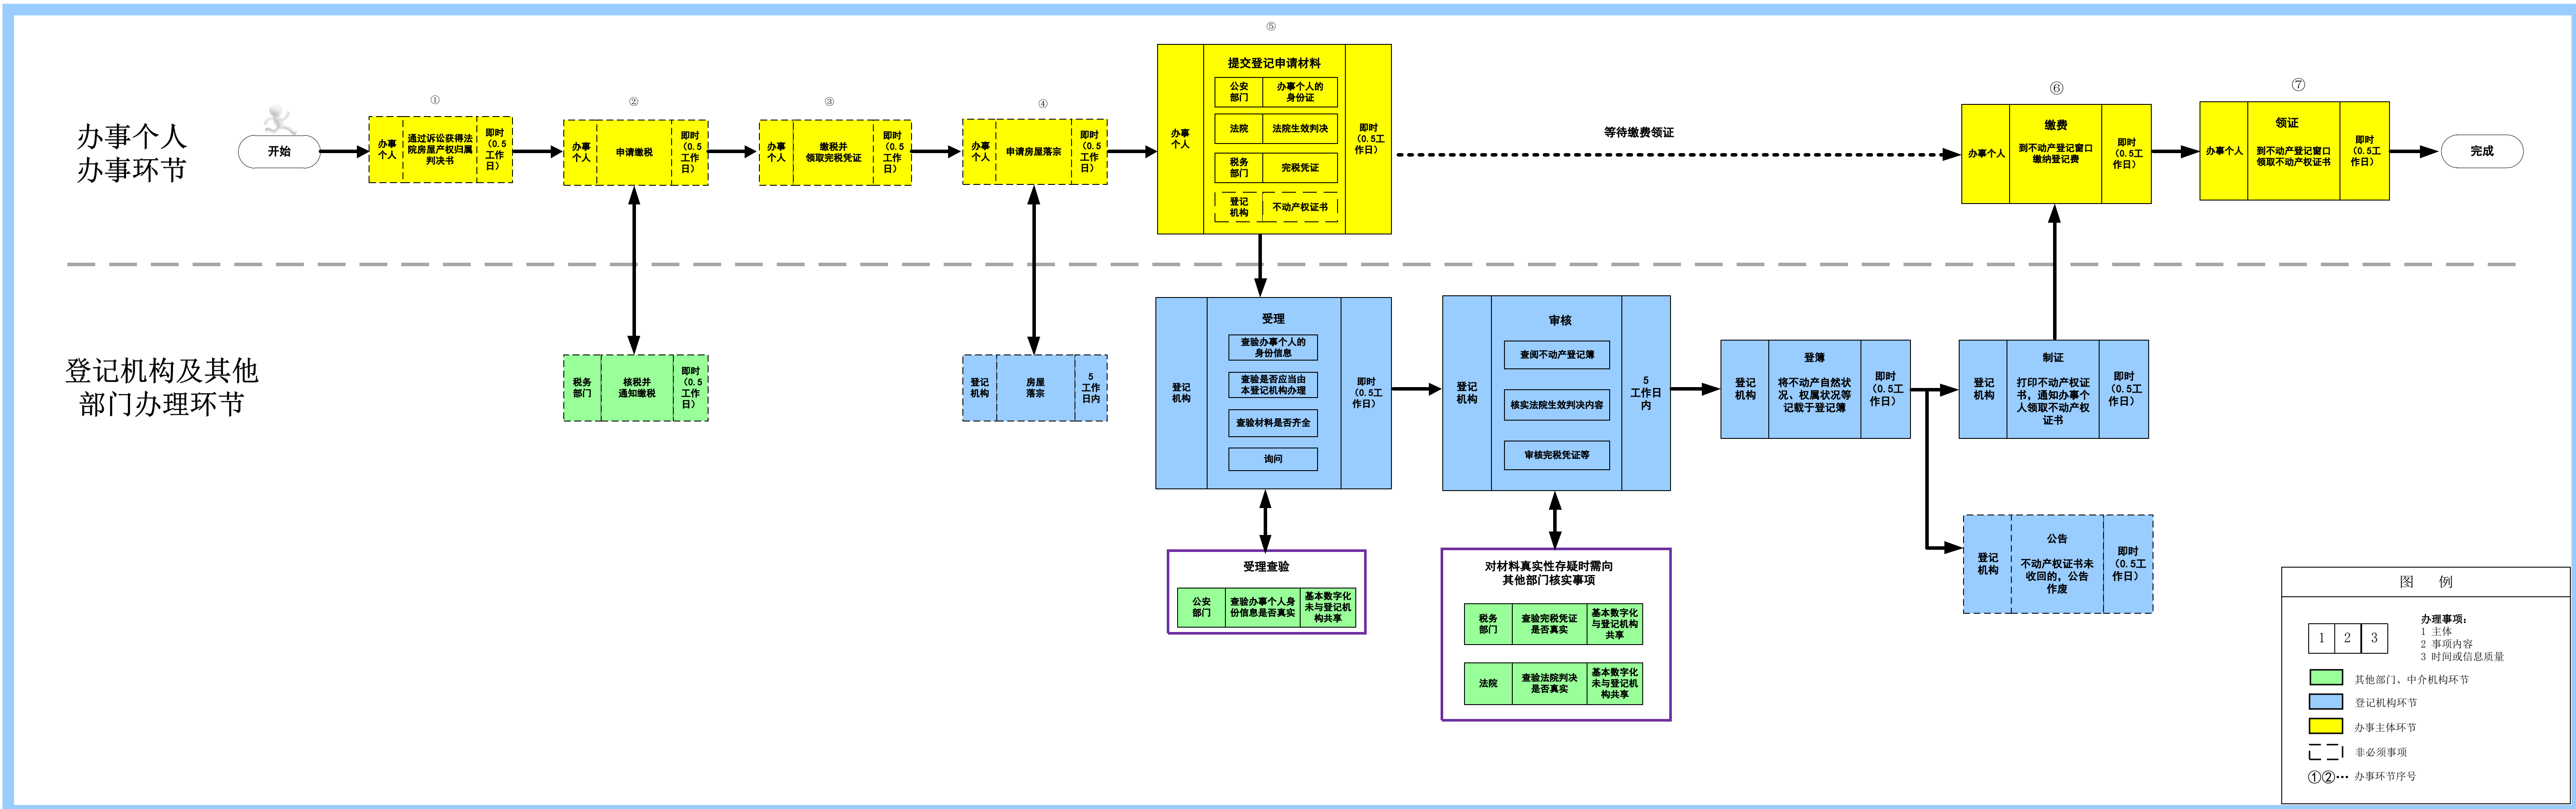 办事个人
办事环节
开始
①
办事
个人
通过诉讼获得法
院房屋产权归属
判决书
即时
(0.5
工作
日)
②
办事
个人
申请缴税
即时
(0.5
工作
日)
③
办事
个人
缴税并
领取完税凭证
即时
(0.5
工作
日)
④
办事
个人
申请房屋落宗
即时
(0.5
工作
日)
⑤
办事
个人
提交登记申请材料
公安
部门
办事个人的
身份证
法院
法院生效判决
税务
部门
完税凭证
登记
机构
不动产权证书
即时
(0.5工
作日)
等待缴费领证
⑥
办事个人
缴费
到不动产登记窗口
缴纳登记费
即时
(0.5工
作日)
⑦
办事个人
领证
到不动产登记窗口
领取不动产权证书
即时
(0.5工
作日)
完成
登记机构及其他
部门办理环节
税务
部门
核税并
通知缴税
即时
(0.5
工作
日)
登记
机构
房屋
落宗
5
工作
日内
登记
机构
受理
查验办事个人的
身份信息
查验是否应当由
本登记机构办理
查验材料是否齐全
询问
即时
(0.5工
作日)
登记
机构
审核
查阅不动产登记簿
核实法院生效判决内容
审核完税凭证等
5
工作日
内
登记
机构
登簿
将不动产自然状
况、权属状况等
记载于登记簿
即时
(0.5工
作日)
登记
机构
制证
打印不动产权证
书，通知办事个
人领取不动产权
证书
即时
(0.5工
作日)
登记
机构
公告
不动产权证书未
收回的，公告
作废
即时
(0.5工
作日)
受理查验
公安
部门
查验办事个人身
份信息是否真实
基本数字化
未与登记机
构共享
对材料真实性存疑时需向
其他部门核实事项
税务
部门
查验完税凭证
是否真实
基本数字化
与登记机构
共享
法院
查验法院判决
是否真实
基本数字化
未与登记机
构共享
图 例
1 2 3
办理事项：
1 主体
2 事项内容
3 时间或信息质量
其他部门、中介机构环节
登记机构环节
办事主体环节
非必须事项
①②… 办事环节序号